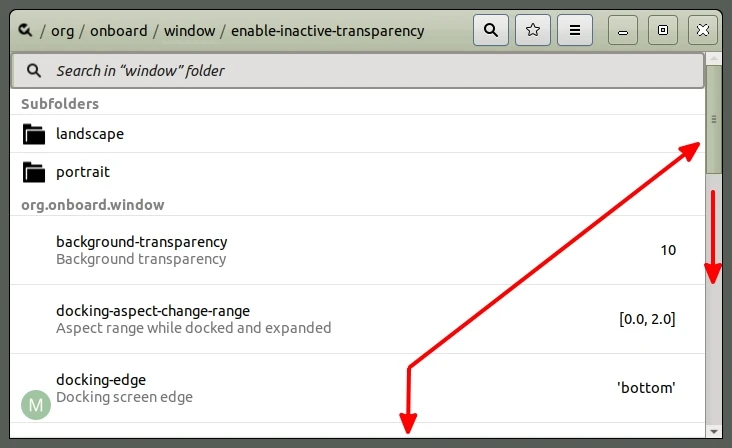 / org / onboard / window / enable-inactive-transparency
Search in “window” folder
Subfolders
landscape
portrait
org.onboard.window
background-transparency
Background transparency
10
docking-aspect-change-range
Aspect range while docked and expanded
[0.0, 2.0]
docking-edge
Docking screen edge
'bottom'
M